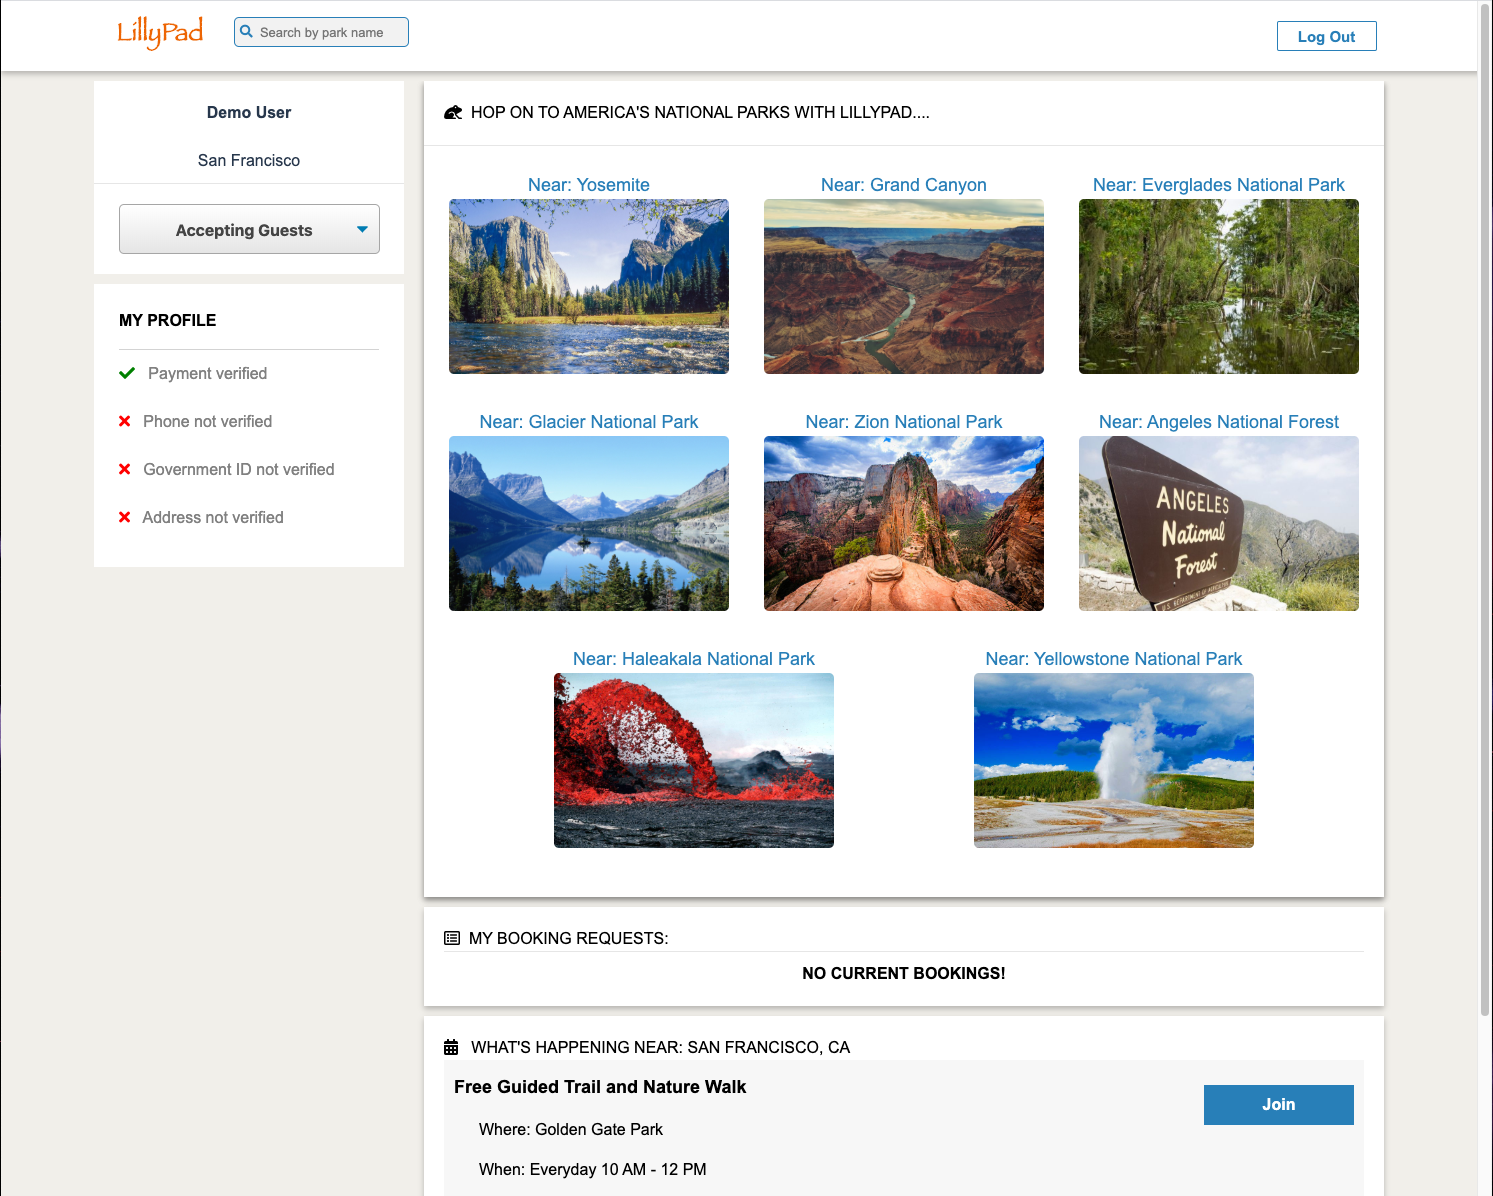 LillyPad
Search by park name
Log Out
Demo User
San Francisco
Accepting Guests
MY PROFILE
Payment verified
Phone not verified
Government ID not verified
Address not verified
HOP ON TO AMERICA'S NATIONAL PARKS WITH LILLYPAD....
Near: Yosemite
Near: Grand Canyon
Near: Everglades National Park
Near: Glacier National Park
Near: Zion National Park
Near: Angeles National Forest
ANGELES
National
Forest
U.S. DEPARTMENT OF AGRICULTURE
Near: Haleakala National Park
Near: Yellowstone National Park
MY BOOKING REQUESTS:
NO CURRENT BOOKINGS!
WHAT'S HAPPENING NEAR: SAN FRANCISCO, CA
Free Guided Trail and Nature Walk
Join
Where: Golden Gate Park
When: Everyday 10 AM - 12 PM